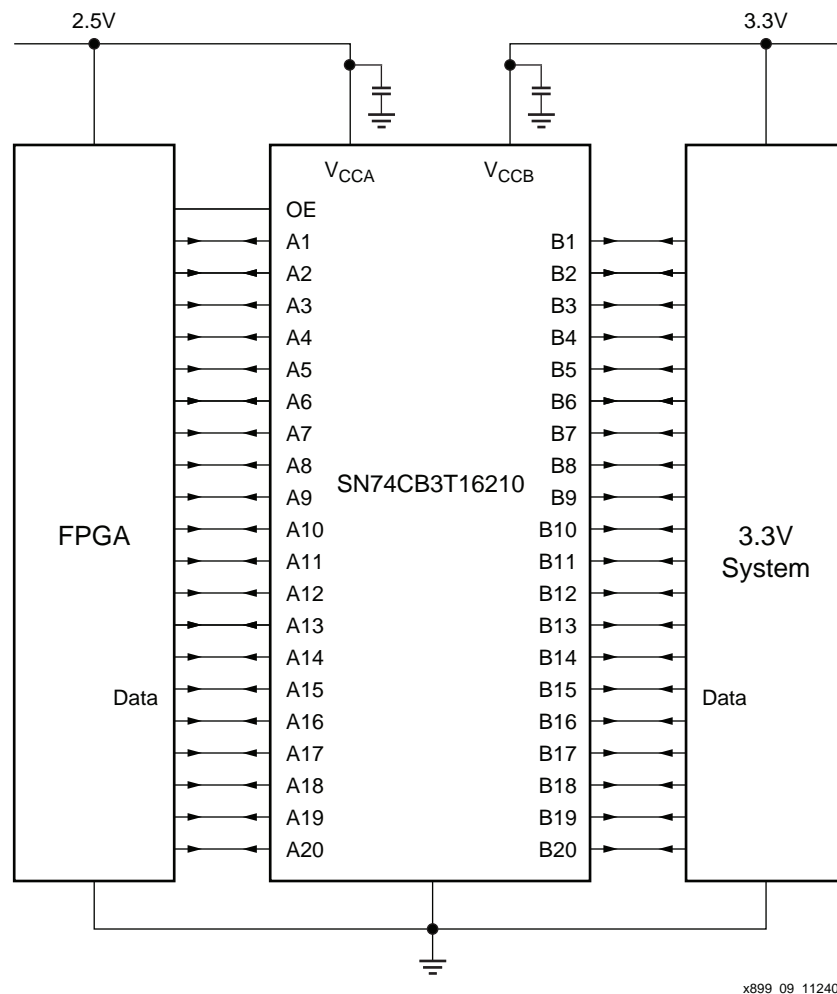 2.5V
3.3V
VCCA
VCCB
OE
A1
B1
A2
B2
A3
B3
A4
B4
A5
B5
A6
B6
A7
B7
A8
B8
SN74CB3T16210
A9
B9
FPGA
A10
B10
3.3V
System
A11
B11
A12
B12
A13
B13
A14
B14
Data
A15
B15
Data
A16
B16
A17
B17
A18
B18
A19
B19
A20
B20